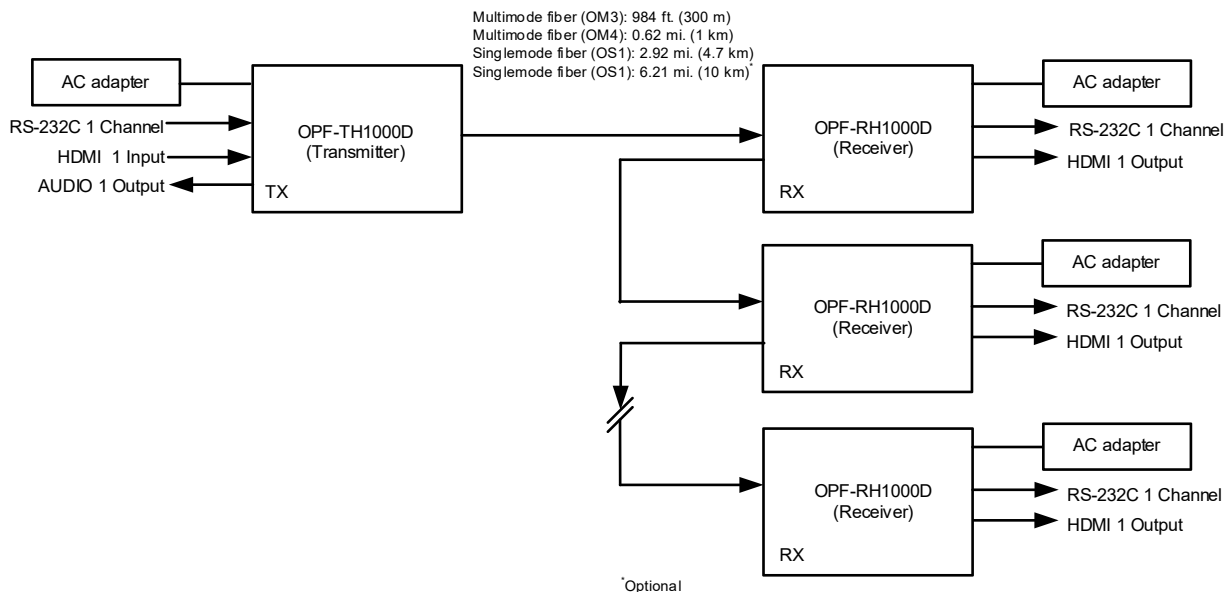 Multimode fiber (OM3): 984 ft. (300 m)
Multimode fiber (OM4): 0.62 mi. (1 km)
Singlemode fiber (OS1): 2.92 mi. (4.7 km)
Singlemode fiber (OS1): 6.21 mi. (10 km)*
AC adapter
RS-232C 1 Channel
HDMI 1 Input
AUDIO 1 Output
OPF-TH1000D
(Transmitter)
TX
OPF-RH1000D
(Receiver)
RX
AC adapter
RS-232C 1 Channel
HDMI 1 Output
OPF-RH1000D
(Receiver)
RX
AC adapter
RS-232C 1 Channel
HDMI 1 Output
OPF-RH1000D
(Receiver)
RX
AC adapter
RS-232C 1 Channel
HDMI 1 Output
*Optional